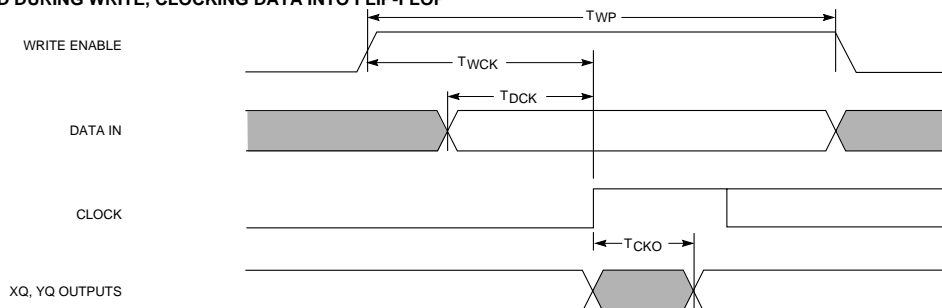 D DURING WRITE, CLOCKING DATA INTO FLIP-FLOP
TWP
WRITE ENABLE
TWCK
TDCK
DATA IN
CLOCK
TCKO
XQ, YQ OUTPUTS